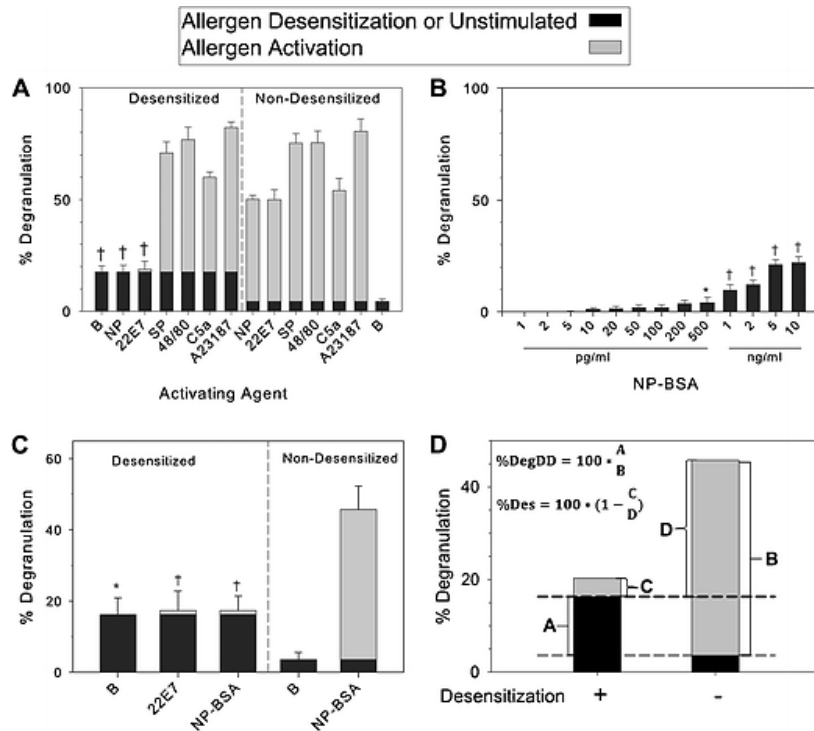 Allergen Desensitization or Unstimulated
Allergen Activation
A
% Degranulation
100
50
0
Desensitized
Non-Desensitized
†
†
†
B
NP
22E7
SP
48/80
C5a
A23187
NP
22E7
SP
48/80
C5a
A23187
B
Activating Agent
B
% Degranulation
100
50
0
*
†
†
†
†
1
2
5
10
20
50
100
200
500
1
2
5
10
pg/ml
ng/ml
NP-BSA
C
% Degranulation
60
40
20
0
Desensitized
Non-Desensitized
*
†
†
B
22E7
NP-BSA
B
NP-BSA
D
% Degranulation
40
20
0
%DegDD = 100 * A
B
%Des = 100 * (1 − C
D)
D
B
C
A
Desensitization
+
-